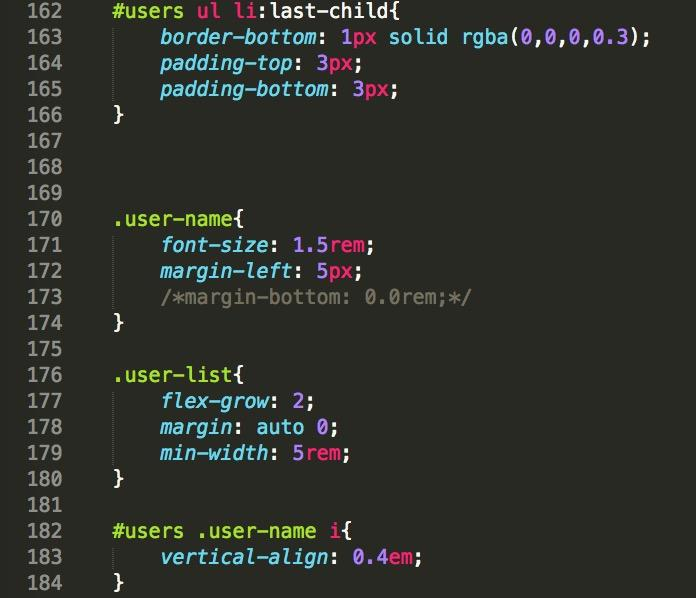 162 #users ul li:last-child{
163 border-bottom: 1px solid rgba(0,0,0,0.3);
164 padding-top: 3px;
165 padding-bottom: 3px;
166 }
167
168
169
170 .user-name{
171 font-size: 1.5rem;
172 margin-left: 5px;
173 /*margin-bottom: 0.0rem;*/
174 }
175
176 .user-list{
177 flex-grow: 2;
178 margin: auto 0;
179 min-width: 5rem;
180 }
181
182 #users .user-name i{
183 vertical-align: 0.4em;
184 }